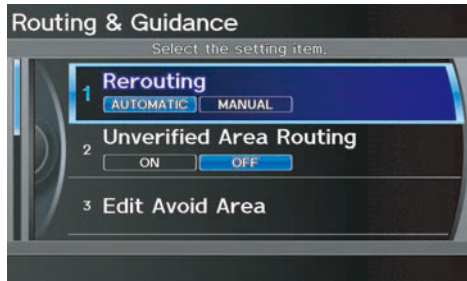 Routing & Guidance
Select the setting item.
1 Rerouting
AUTOMATIC MANUAL
2 Unverified Area Routing
ON OFF
3 Edit Avoid Area